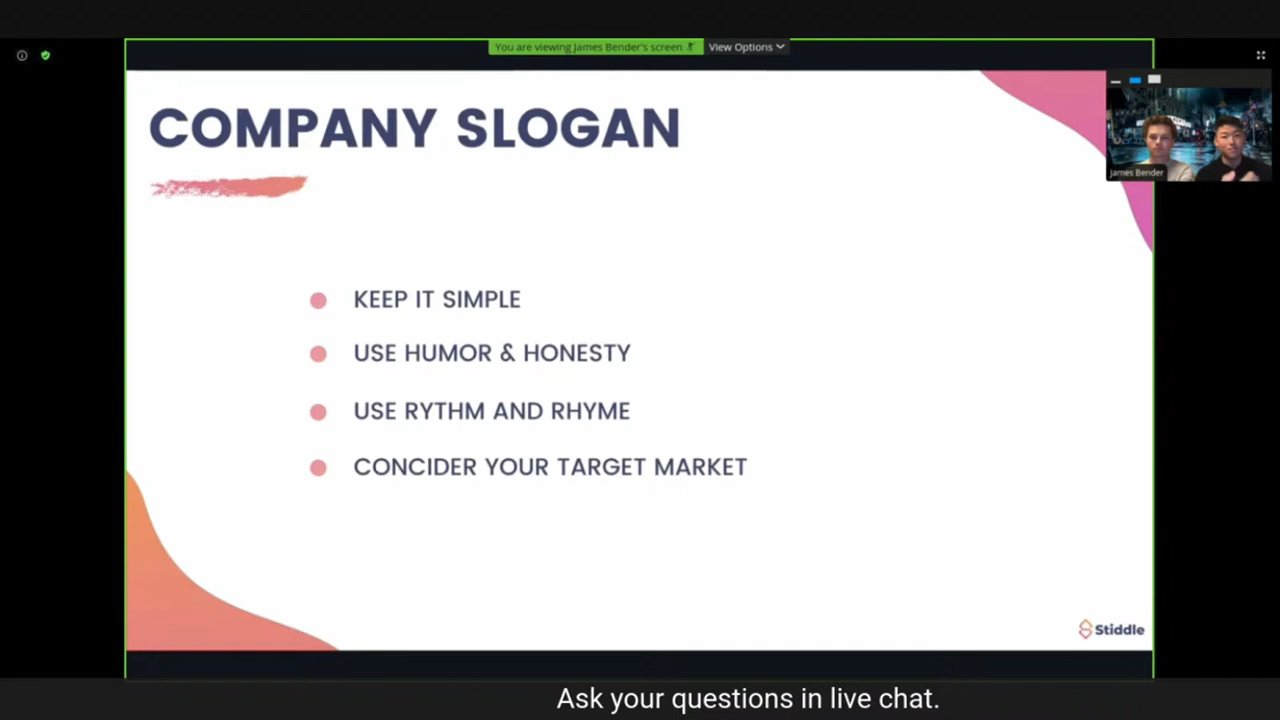 You are viewing James Bender's screen
View Options
COMPANY SLOGAN
James Bender
KEEP IT SIMPLE
USE HUMOR & HONESTY
USE RYTHM AND RHYME
CONCIDER YOUR TARGET MARKET
Stiddle
Ask your questions in live chat.